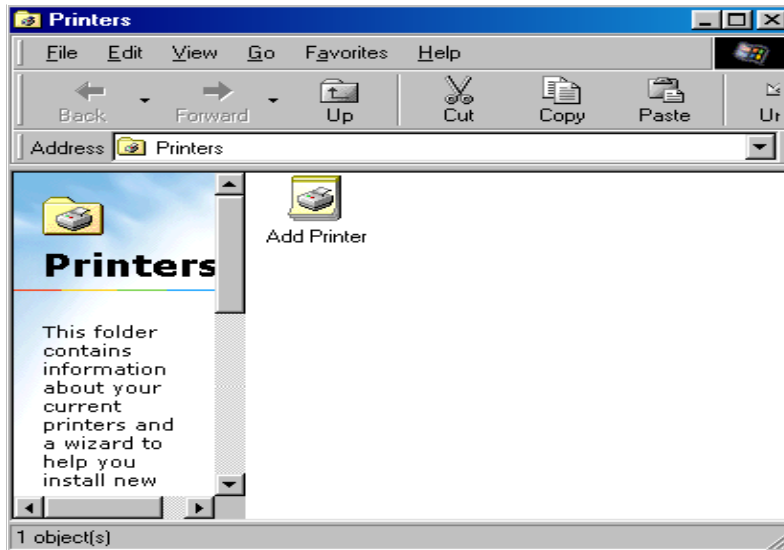 Printers
File Edit View Go Favorites Help
Back Forward Up Cut Copy Paste Un
Address Printers
Add Printer
Printers
This folder
contains
information
about your
current
printers and
a wizard to
help you
install new
1 object(s)